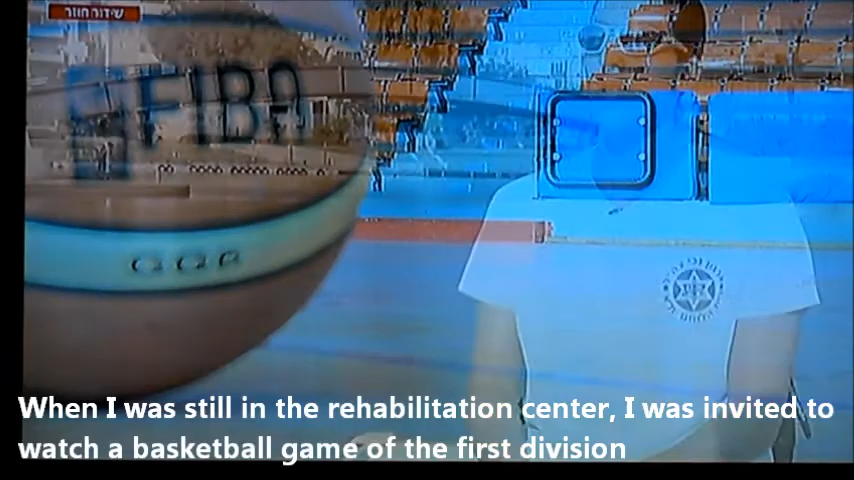 שידור חוזר
FIBA
When I was still in the rehabilitation center, I was invited to
watch a basketball game of the first division